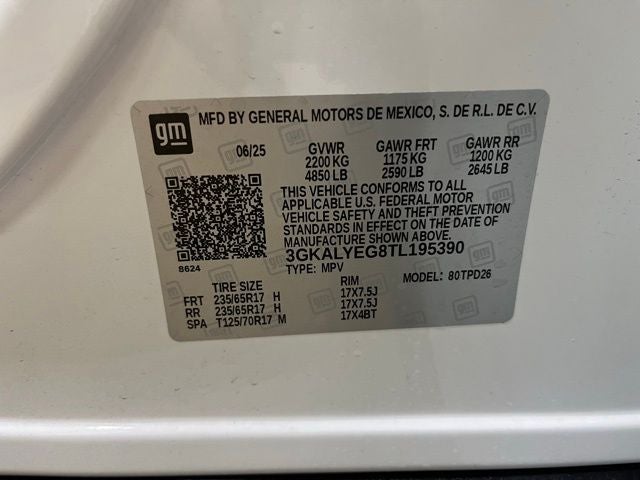 gm
MFD BY GENERAL MOTORS DE MEXICO, S. DE R.L. DE C.V.
06/25 GVWR GAWR FRT GAWR RR
2200 KG 1175 KG 1200 KG
4850 LB 2590 LB 2645 LB
THIS VEHICLE CONFORMS TO ALL
APPLICABLE U.S. FEDERAL MOTOR
VEHICLE SAFETY AND THEFT PREVENTION
STANDARDS IN EFFECT ON THE DATE OF
MANUFACTURE SHOWN ABOVE.
3GKALYEG8TL195390
8624
TYPE: MPV MODEL: 80TPD26
TIRE SIZE RIM
FRT 235/65R17 H 17X7.5J
RR 235/65R17 H 17X7.5J
SPA T125/70R17 M 17X4BT